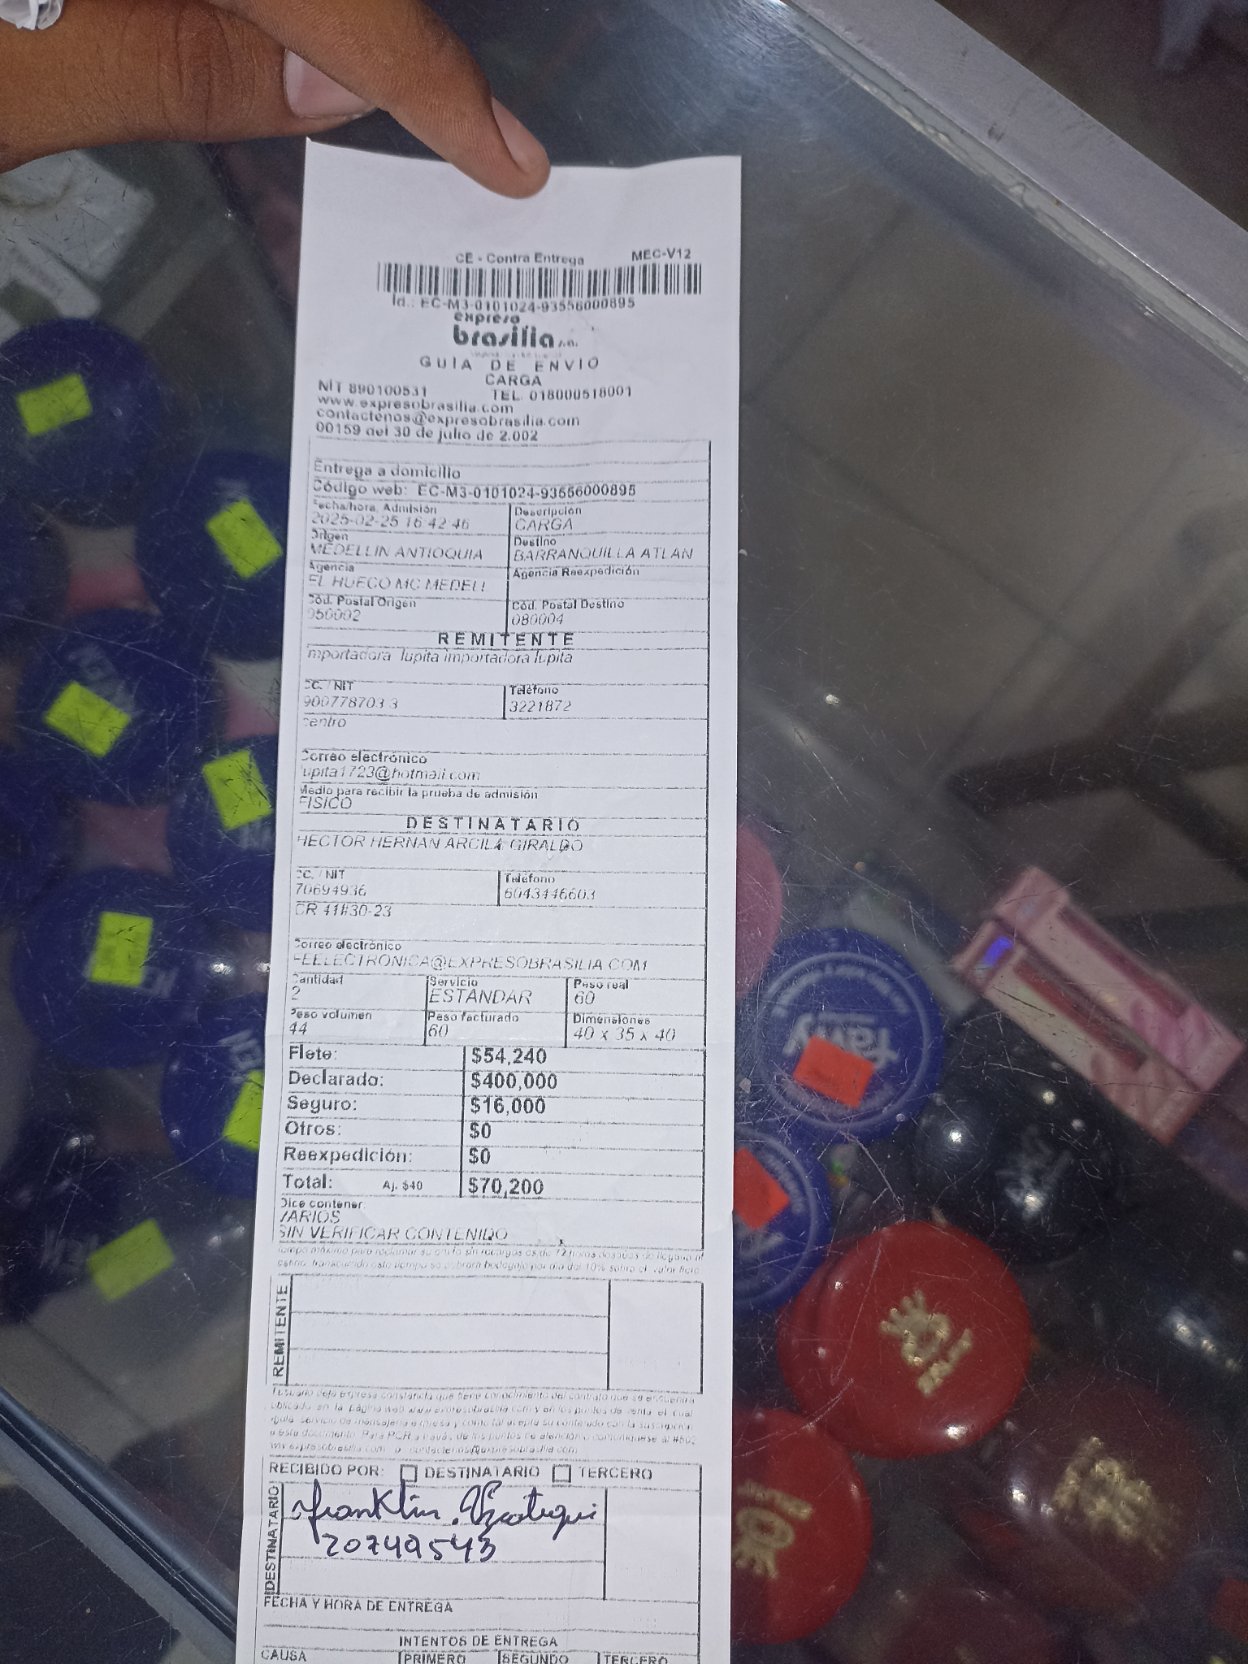 CE - Contra Entrega MEC-V12
Id.: EC-M3-0101024-93556000895
expreso
brasilia s.a.
GUIA DE ENVIO
CARGA
NIT 890100531 TEL. 018000518001
www.expresobrasilia.com
contactenos@expresobrasilia.com
00159 del 30 de julio de 2.002
Entrega a domicilio
Código web: EC-M3-0101024-93556000895
Fecha/hora. Admisión Descripción
2025-02-25 16 42 46 CARGA
Origen Destino
MEDELLIN ANTIOQUIA BARRANQUILLA ATLAN
Agencia Agencia Reexpedición
EL HUECO MC MEDELL
Cód. Postal Origen Cód. Postal Destino
050002 080004
REMITENTE
mportadora lupita importadora lupita
CC. / NIT Teléfono
900778703 3 3221872
centro
Correo electrónico
lupita1723@hotmail.com
Medio para recibir la prueba de admisión
FISICO
DESTINATARIO
HECTOR HERNAN ARCILA GIRALDO
CC. / NIT Teléfono
70694936 6043446603
CR 41#30-23
Correo electrónico
FELECTRONICA@EXPRESOBRASILIA.COM
Cantidad Servicio Peso real
2 ESTANDAR 60
Peso volumen Peso facturado Dimensiones
44 60 40 x 35 x 40
Flete: $54,240
Declarado: $400,000
Seguro: $16,000
Otros: $0
Reexpedición: $0
Total: Aj. $40 $70,200
Dice contener:
VARIOS
SIN VERIFICAR CONTENIDO
REMITENTE
RECIBIDO POR: DESTINATARIO TERCERO
DESTINATARIO
Franklin
20749543
FECHA Y HORA DE ENTREGA
INTENTOS DE ENTREGA
CAUSA PRIMERO SEGUNDO TERCERO